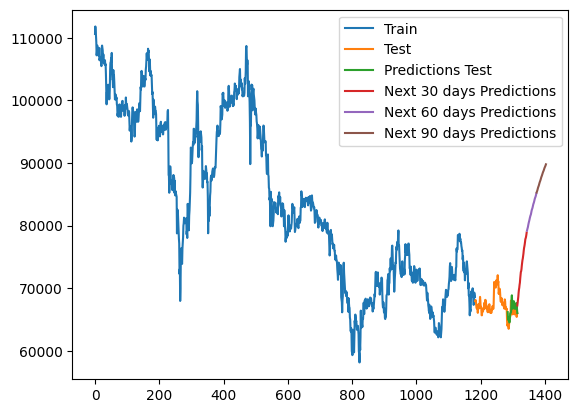 110000
100000
90000
80000
70000
60000
0
200
400
600
800
1000
1200
1400
Train
Test
Predictions Test
Next 30 days Predictions
Next 60 days Predictions
Next 90 days Predictions